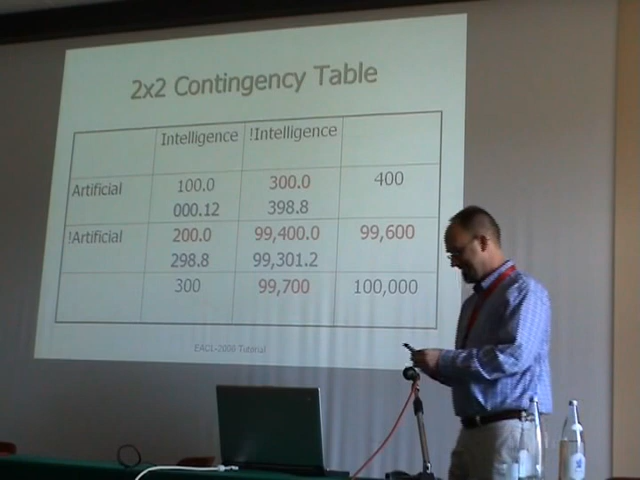 2x2 Contingency Table
Intelligence !Intelligence
Artificial 100.0 300.0 400
000.12 398.8
!Artificial 200.0 99,400.0 99,600
298.8 99,301.2
300 99,700 100,000
EACL-2006 Tutorial